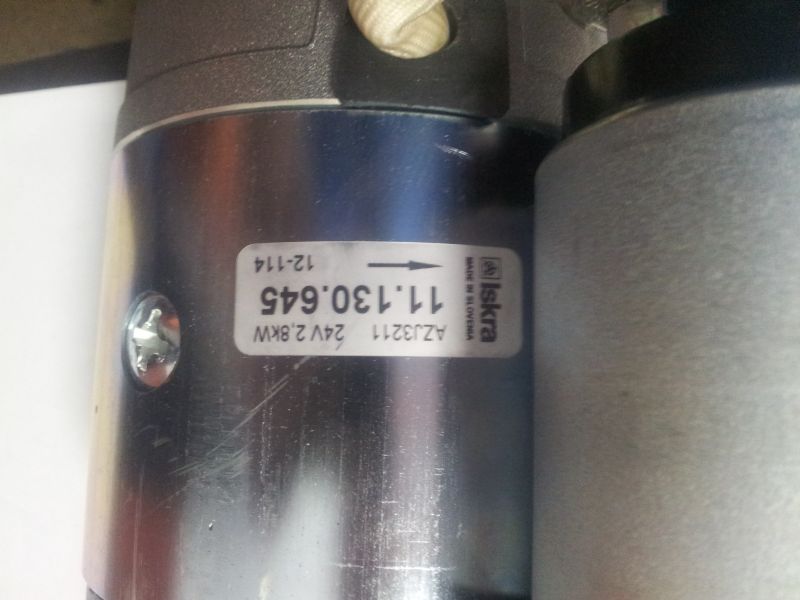 Iskra
MADE IN SLOVENIA
AZJ3211
24V 2,8kW
11.130.645
12-114